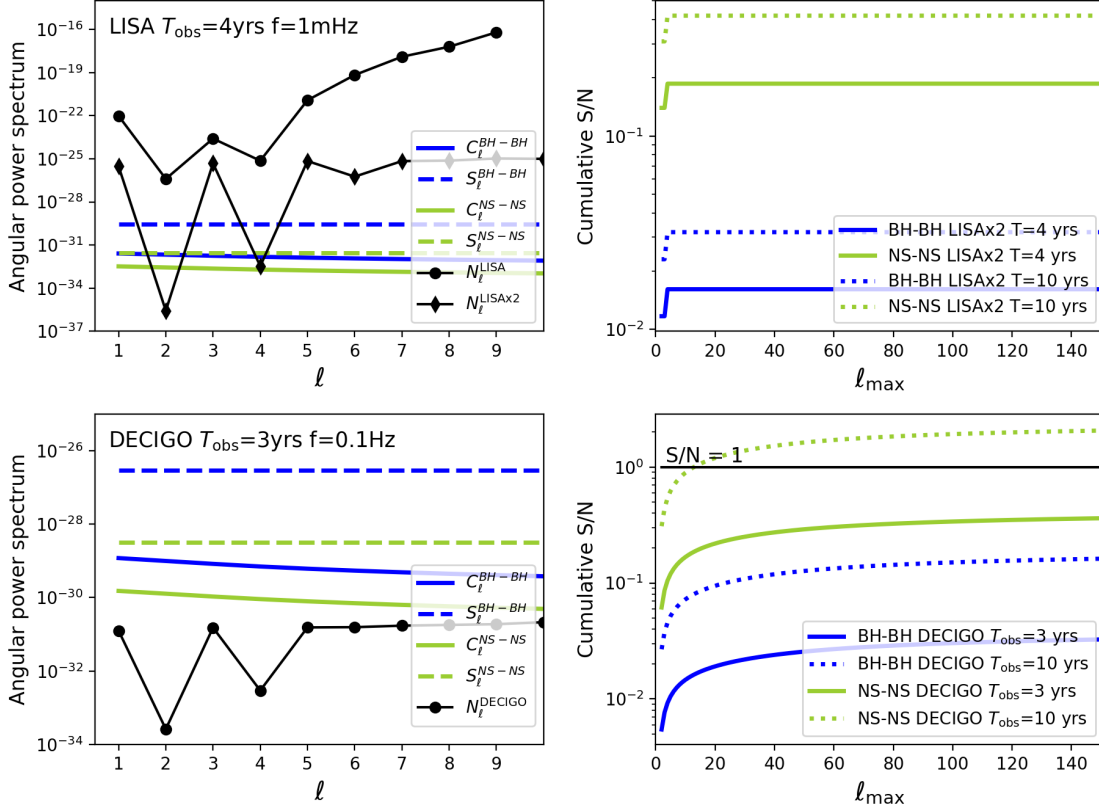 LISA T_obs=4yrs f=1mHz
Angular power spectrum
10^−16
10^−19
10^−22
10^−25
10^−28
10^−31
10^−34
10^−37
C_ℓ^{BH−BH}
S_ℓ^{BH−BH}
C_ℓ^{NS−NS}
S_ℓ^{NS−NS}
N_ℓ^{LISA}
N_ℓ^{LISAx2}
1 2 3 4 5 6 7 8 9
ℓ
Cumulative S/N
10^−1
10^−2
BH-BH LISAx2 T=4 yrs
NS-NS LISAx2 T=4 yrs
BH-BH LISAx2 T=10 yrs
NS-NS LISAx2 T=10 yrs
0 20 40 60 80 100 120 140
ℓ_max
DECIGO T_obs=3yrs f=0.1Hz
Angular power spectrum
10^−26
10^−28
10^−30
10^−32
10^−34
C_ℓ^{BH−BH}
S_ℓ^{BH−BH}
C_ℓ^{NS−NS}
S_ℓ^{NS−NS}
N_ℓ^{DECIGO}
1 2 3 4 5 6 7 8 9
ℓ
S/N = 1
Cumulative S/N
10^0
10^−1
10^−2
BH-BH DECIGO T_obs=3 yrs
BH-BH DECIGO T_obs=10 yrs
NS-NS DECIGO T_obs=3 yrs
NS-NS DECIGO T_obs=10 yrs
0 20 40 60 80 100 120 140
ℓ_max